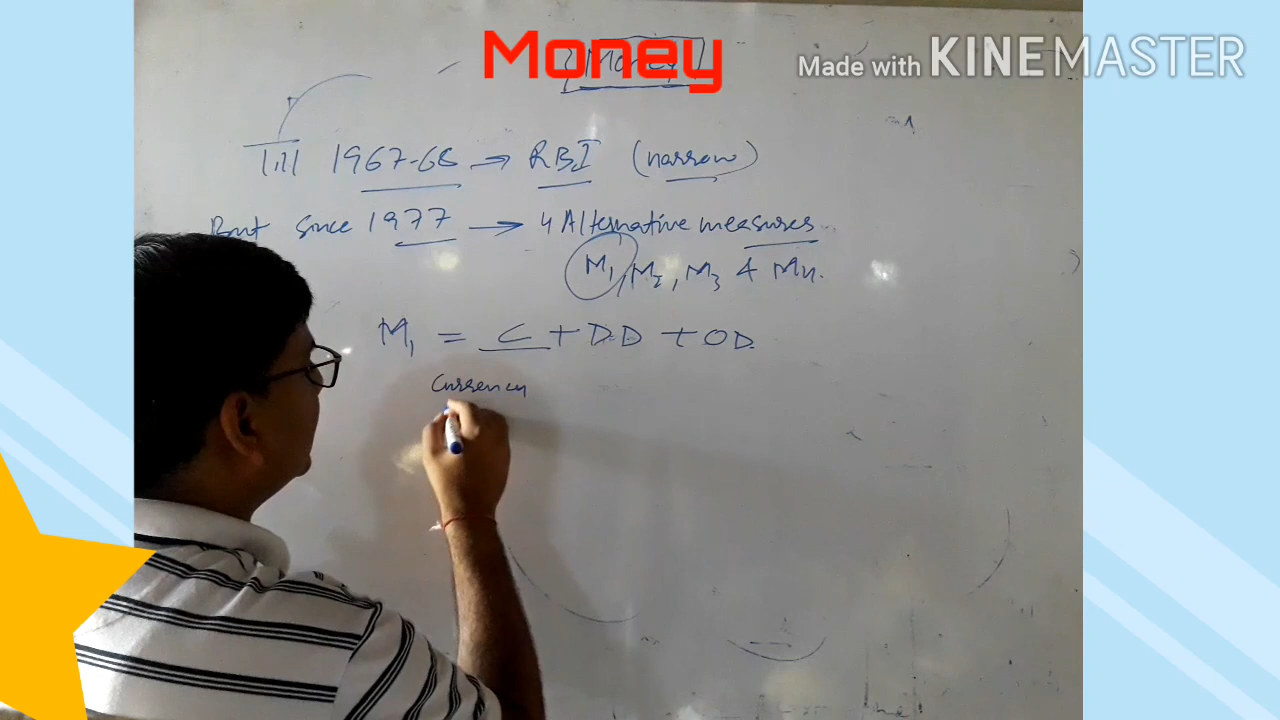 Money
Made with KINEMASTER
Money
Till 1967-68 → RBI (narrow)
But since 1977 → 4 Alternative measures
M1, M2, M3 & M4.
M1 = C + DD + OD.
Currency